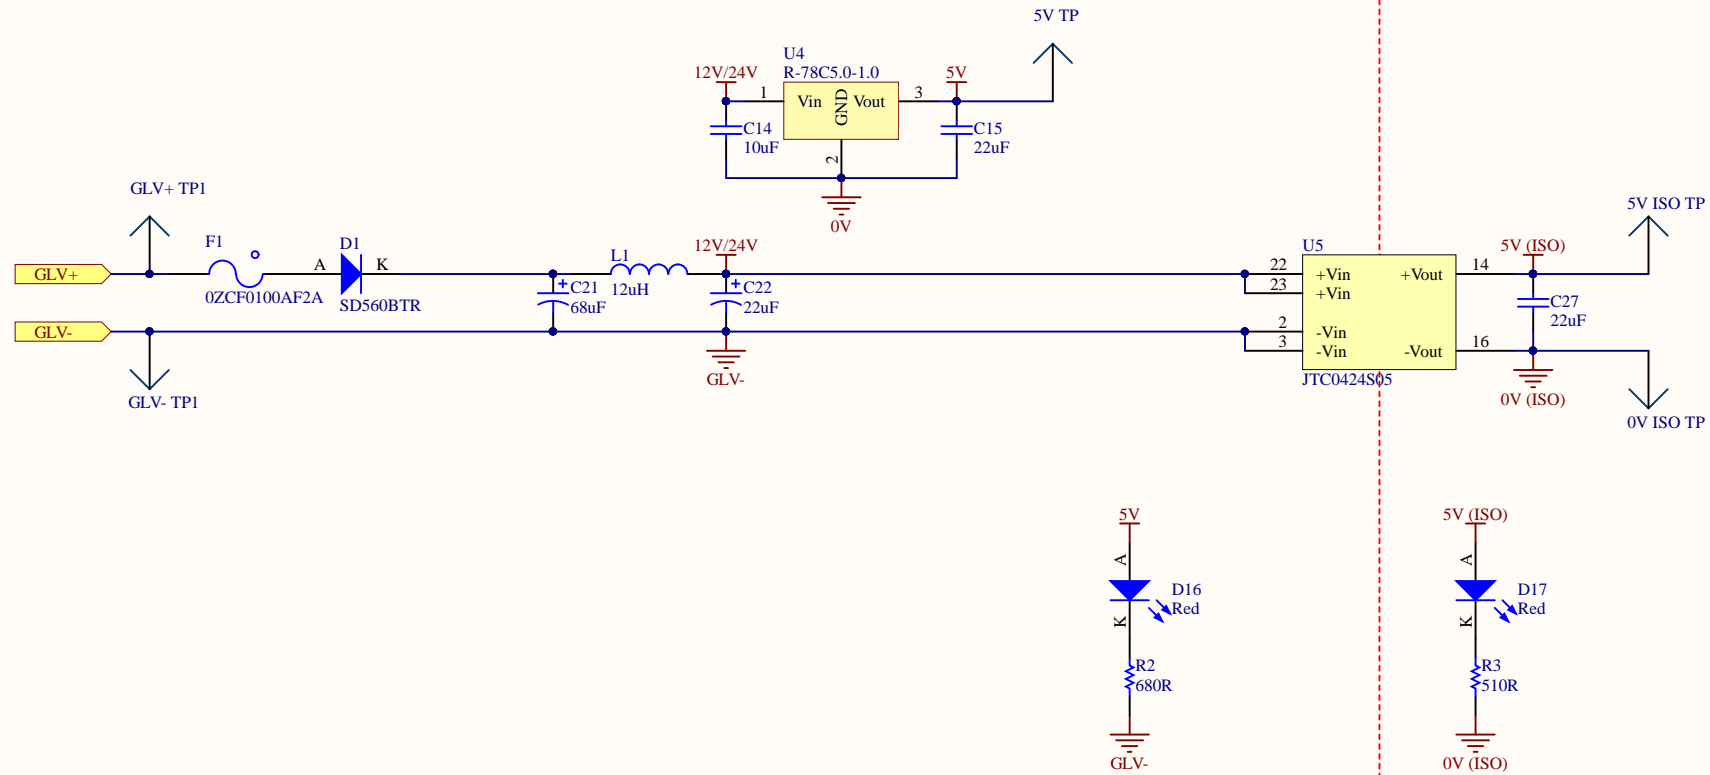 5V TP
U4
R-78C5.0-1.0
12V/24V
5V
1
Vin
GND
Vout
3
C14
10uF
2
C15
22uF
0V
GLV+ TP1
F1
D1
A
K
GLV+
0ZCF0100AF2A
SD560BTR
L1
12uH
12V/24V
C21
68uF
C22
22uF
GLV-
GLV-
GLV- TP1
U5
22
+Vin
23
+Vin
2
-Vin
3
-Vin
+Vout
14
-Vout
16
JTC0424S05
5V (ISO)
5V ISO TP
C27
22uF
0V (ISO)
0V ISO TP
5V
A
D16
Red
K
R2
680R
GLV-
5V (ISO)
A
D17
Red
K
R3
510R
0V (ISO)